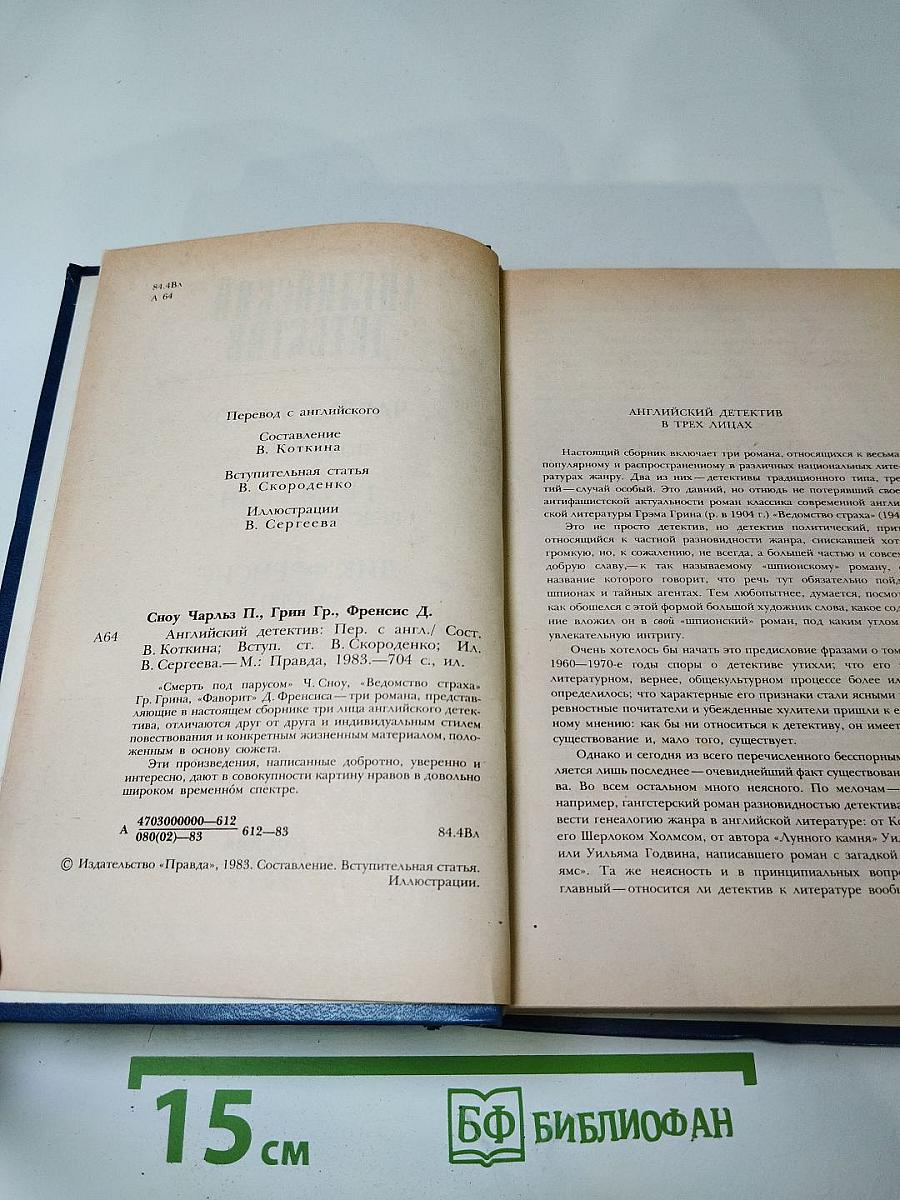 84.4Вл
А 64
Перевод с английского
Составление
В. Коткина
Вступительная статья
В. Скороденко
Иллюстрации
В. Сергеева
Сноу Чарльз П., Грин Гр., Френсис Д.
А64 Английский детектив: Пер. с англ./ Сост.
В. Коткина; Вступ. ст. В. Скороденко; Ил.
В. Сергеева.— М.: Правда, 1983.—704 с., ил.
«Смерть под парусом» Ч. Сноу, «Ведомство страха»
Гр. Грина, «Фаворит» Д. Френсиса—три романа, представ-
ляющие в настоящем сборнике три лица английского детек-
тива, отличаются друг от друга и индивидуальным стилем
повествования и конкретным жизненным материалом, поло-
женным в основу сюжета.
Эти произведения, написанные добротно, уверенно и
интересно, дают в совокупности картину нравов в довольно
широком временно́м спектре.
А 4703000000—612
080(02)—83 612—83 84.4Вл
© Издательство «Правда», 1983. Составление. Вступительная статья.
Иллюстрации.
АНГЛИЙСКИЙ ДЕТЕКТИВ
В ТРЕХ ЛИЦАХ
Настоящий сборник включает три романа, относящихся к весьма
популярному и распространенному в различных национальных лите-
ратурах жанру. Два из них—детективы традиционного типа, тре
тий—случай особый. Это давний, но отнюдь не потерявший свое
антифашистской актуальности роман классика современной англи
ской литературы Грэма Грина (р. в 1904 г.) «Ведомство страха» (194
Это не просто детектив, но детектив политический, при
относящийся к частной разновидности жанра, снискавшей хот
громкую, но, к сожалению, не всегда, а большей частью и совсе
добрую славу,—к так называемому «шпионскому» роману,
название которого говорит, что речь тут обязательно пойд
шпионах и тайных агентах. Тем любопытнее, думается, посмот
как обошелся с этой формой большой художник слова, какое сод
ние вложил он в свой «шпионский» роман, под каким углом
увлекательную интригу.
Очень хотелось бы начать это предисловие фразами о том
1960—1970-е годы споры о детективе утихли; что его
литературном, вернее, общекультурном процессе более ил
определилось; что характерные его признаки стали ясными
ревностные почитатели и убежденные хулители пришли к е
ному мнению: как бы ни относиться к детективу, он имеет
существование и, мало того, существует.
Однако и сегодня из всего перечисленного бесспорным
ляется лишь последнее—очевиднейший факт существован
ва. Во всем остальном много неясного. По мелочам—
например, гангстерский роман разновидностью детектива
вести генеалогию жанра в английской литературе: от Ко
его Шерлоком Холмсом, от автора «Лунного камня» Уил
или Уильяма Годвина, написавшего роман с загадкой
ямс». Та же неясность и в принципиальных вопро
главный—относится ли детектив к литературе вообщ
15 см
БФ БИБЛИОФАН